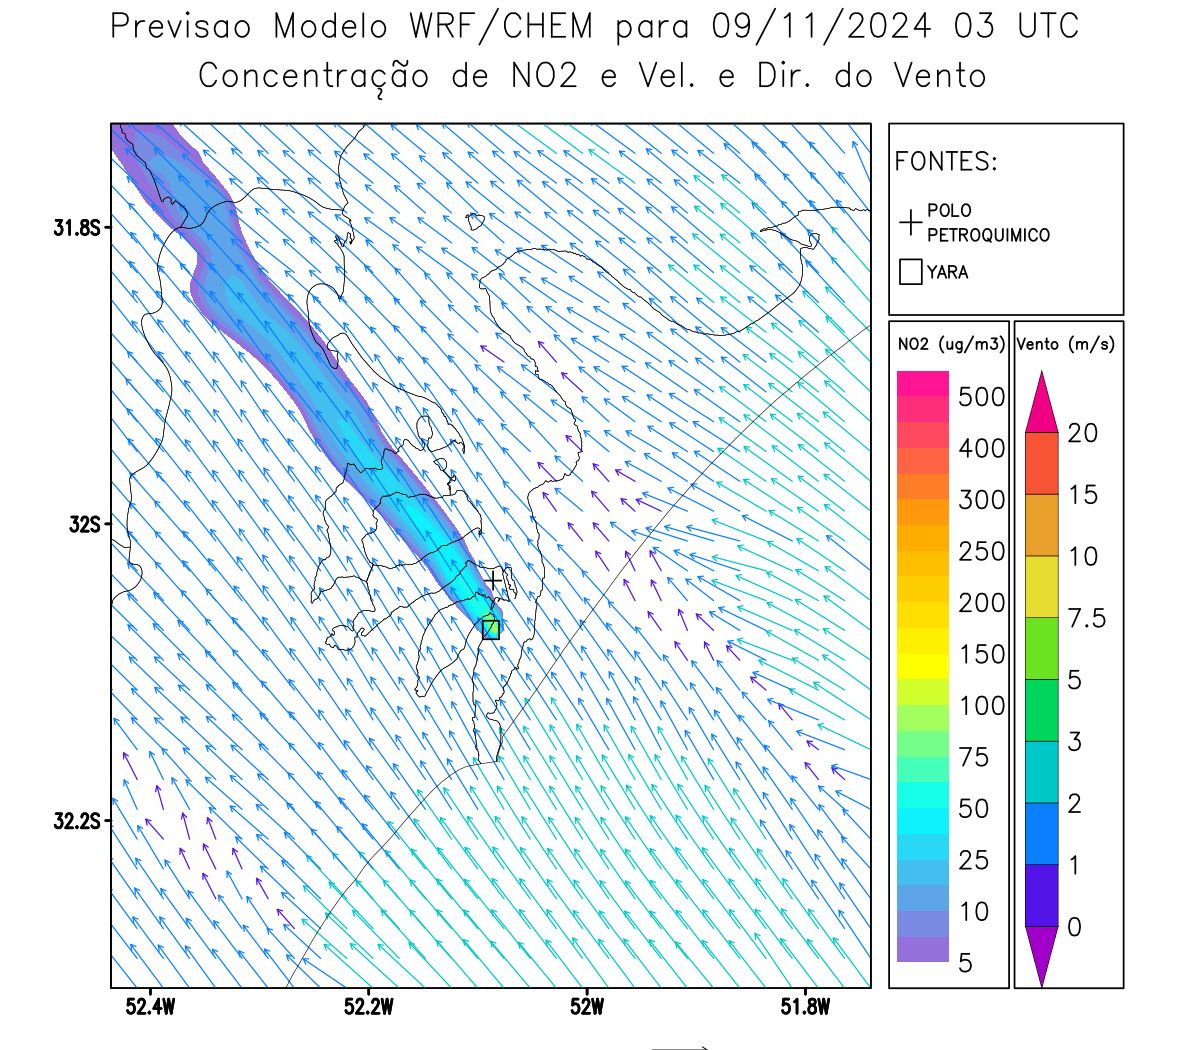 Previsao Modelo WRF/CHEM para 09/11/2024 03 UTC
Concentração de NO2 e Vel. e Dir. do Vento
FONTES:
POLO
PETROQUIMICO
YARA
NO2 (ug/m3)
500
400
300
250
200
150
100
75
50
25
10
5
Vento (m/s)
20
15
10
7.5
5
3
2
1
0
31.8S
32S
32.2S
52.4W
52.2W
52W
51.8W